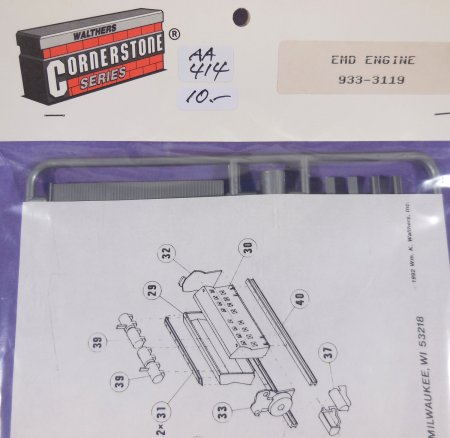 WALTHERS
CORNERSTONE
SERIES
®
AA
414
10.-
EMD ENGINE
933-3119
32
30
29
40
39
39
2× 31
33
37
1992 Wm. K. Walthers, Inc.
MILWAUKEE, WI 53218